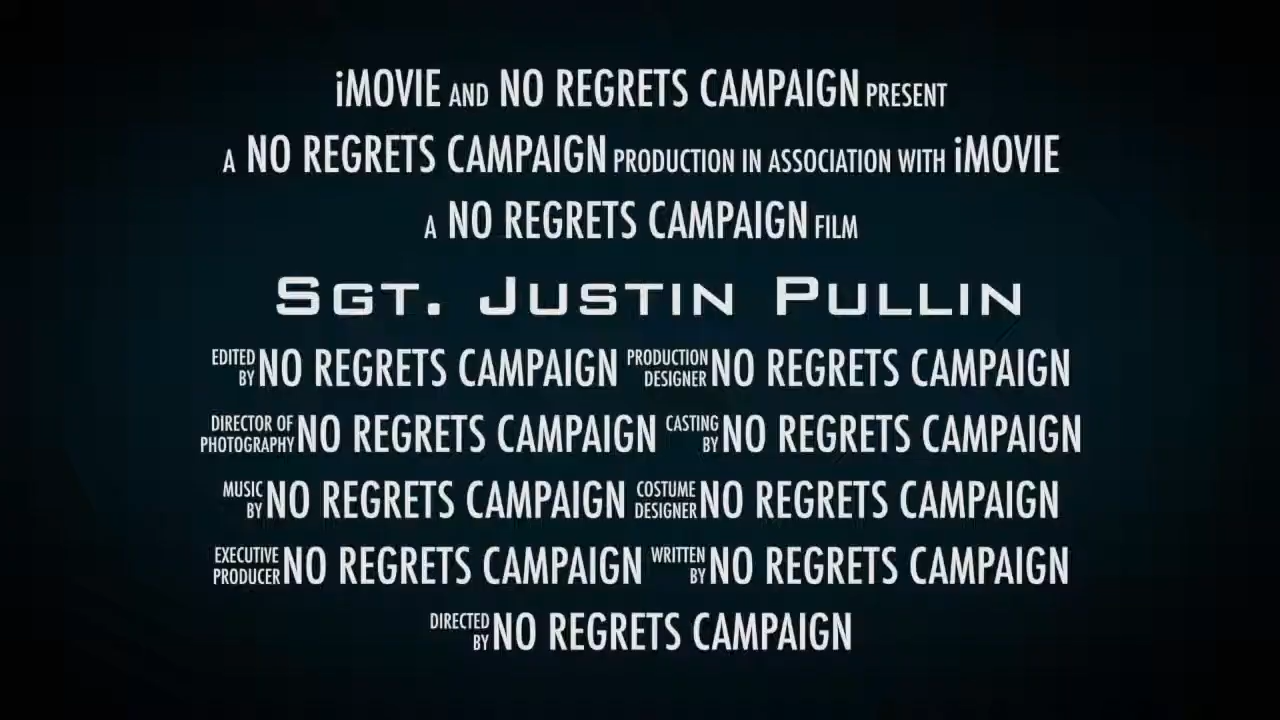 iMOVIE AND NO REGRETS CAMPAIGN PRESENT
A NO REGRETS CAMPAIGN PRODUCTION IN ASSOCIATION WITH iMOVIE
A NO REGRETS CAMPAIGN FILM
SGT. JUSTIN PULLIN
EDITED BY NO REGRETS CAMPAIGN PRODUCTION DESIGNER NO REGRETS CAMPAIGN
DIRECTOR OF PHOTOGRAPHY NO REGRETS CAMPAIGN CASTING BY NO REGRETS CAMPAIGN
MUSIC BY NO REGRETS CAMPAIGN COSTUME DESIGNER NO REGRETS CAMPAIGN
EXECUTIVE PRODUCER NO REGRETS CAMPAIGN WRITTEN BY NO REGRETS CAMPAIGN
DIRECTED BY NO REGRETS CAMPAIGN